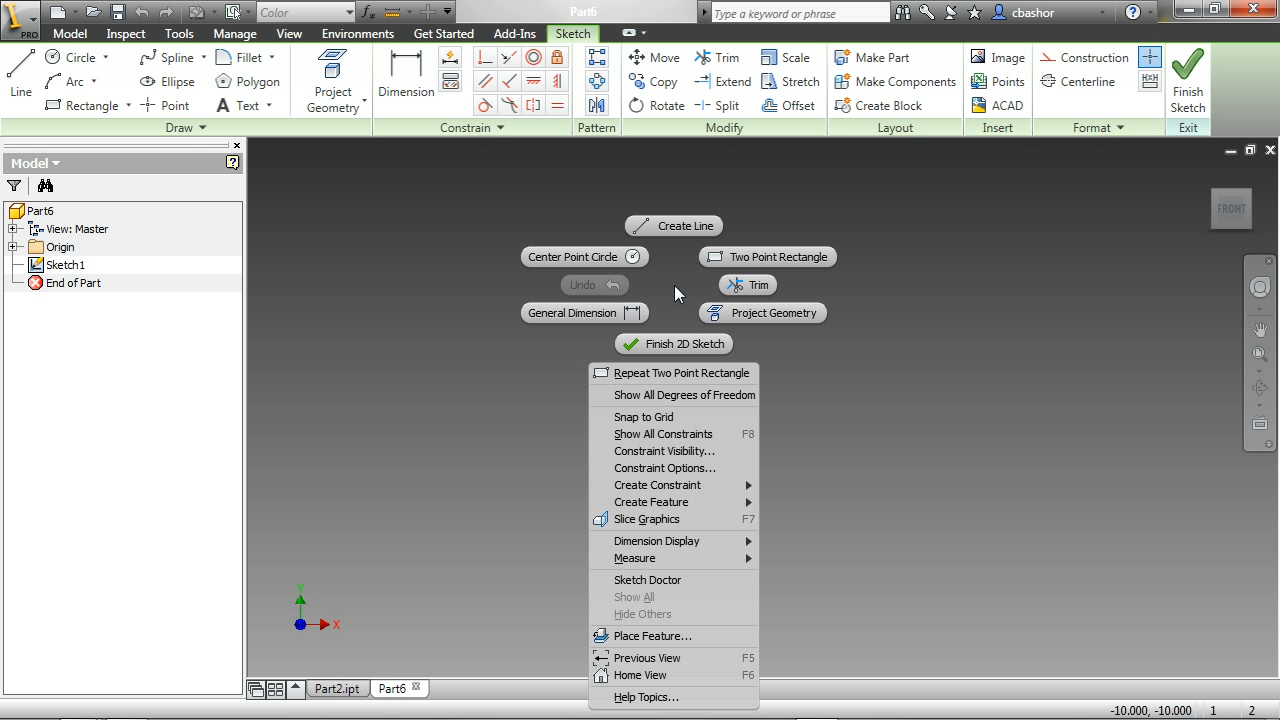 PRO
Color
fx
Part6
Type a keyword or phrase
cbashor
?
Model Inspect Tools Manage View Environments Get Started Add-Ins Sketch
Line
Circle
Arc
Rectangle
Spline
Ellipse
Point
Fillet
Polygon
A Text
Project
Geometry
Draw
Dimension
Constrain
Pattern
Move
Copy
Rotate
Trim
Extend
Split
Scale
Stretch
Offset
Modify
Make Part
Make Components
Create Block
Layout
Image
Points
ACAD
Insert
Construction
Centerline
Format
Finish
Sketch
Exit
Model
?
Part6
View: Master
Origin
Sketch1
End of Part
FRONT
Create Line
Center Point Circle
Two Point Rectangle
Undo
Trim
General Dimension
Project Geometry
Finish 2D Sketch
Repeat Two Point Rectangle
Show All Degrees of Freedom
Snap to Grid
Show All Constraints F8
Constraint Visibility...
Constraint Options...
Create Constraint
Create Feature
Slice Graphics F7
Dimension Display
Measure
Sketch Doctor
Show All
Hide Others
Place Feature...
Previous View F5
Home View F6
Help Topics...
Y
X
Part2.ipt
Part6
-10.000, -10.000 1 2